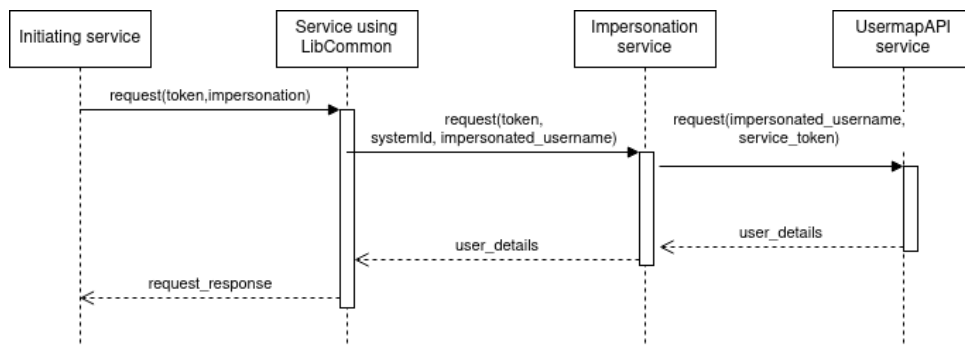 Initiating service
Service using
LibCommon
Impersonation
service
UsermapAPI
service
request(token,impersonation)
request(token,
systemId, impersonated_username)
request(impersonated_username,
service_token)
user_details
user_details
request_response